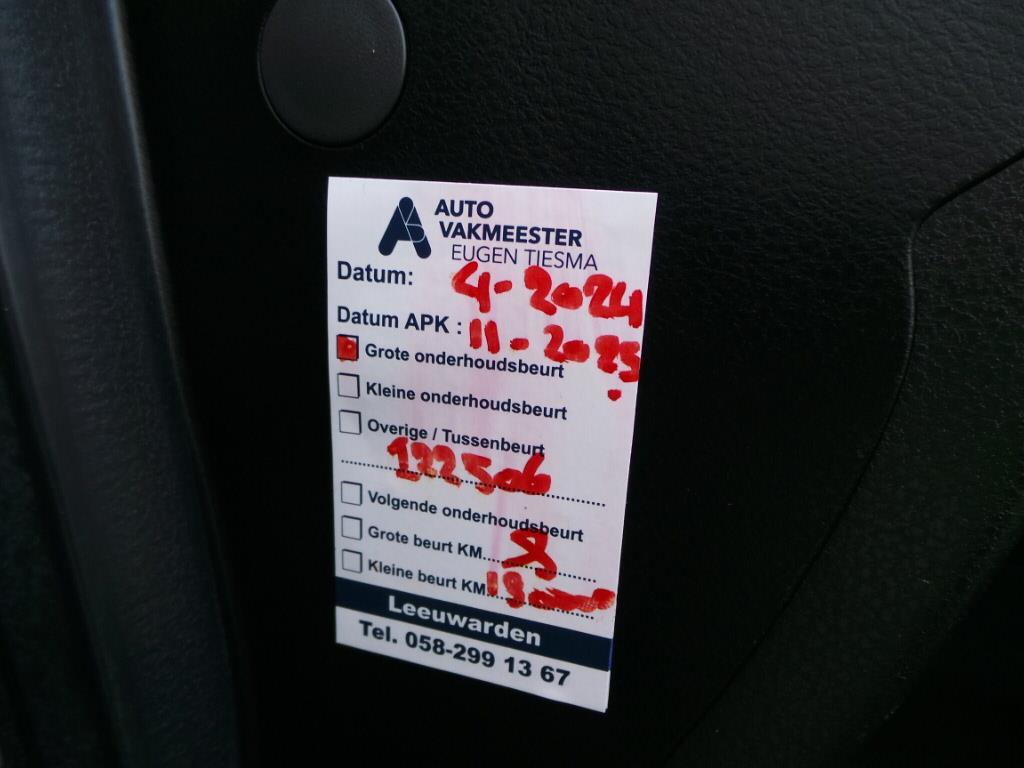 AUTO
VAKMEESTER
EUGEN TIESMA
Datum: 4-2024
Datum APK : 11-2025
Grote onderhoudsbeurt
Kleine onderhoudsbeurt
Overige / Tussenbeurt
122506
Volgende onderhoudsbeurt
Grote beurt KM
Kleine beurt KM
Leeuwarden
Tel. 058-299 13 67